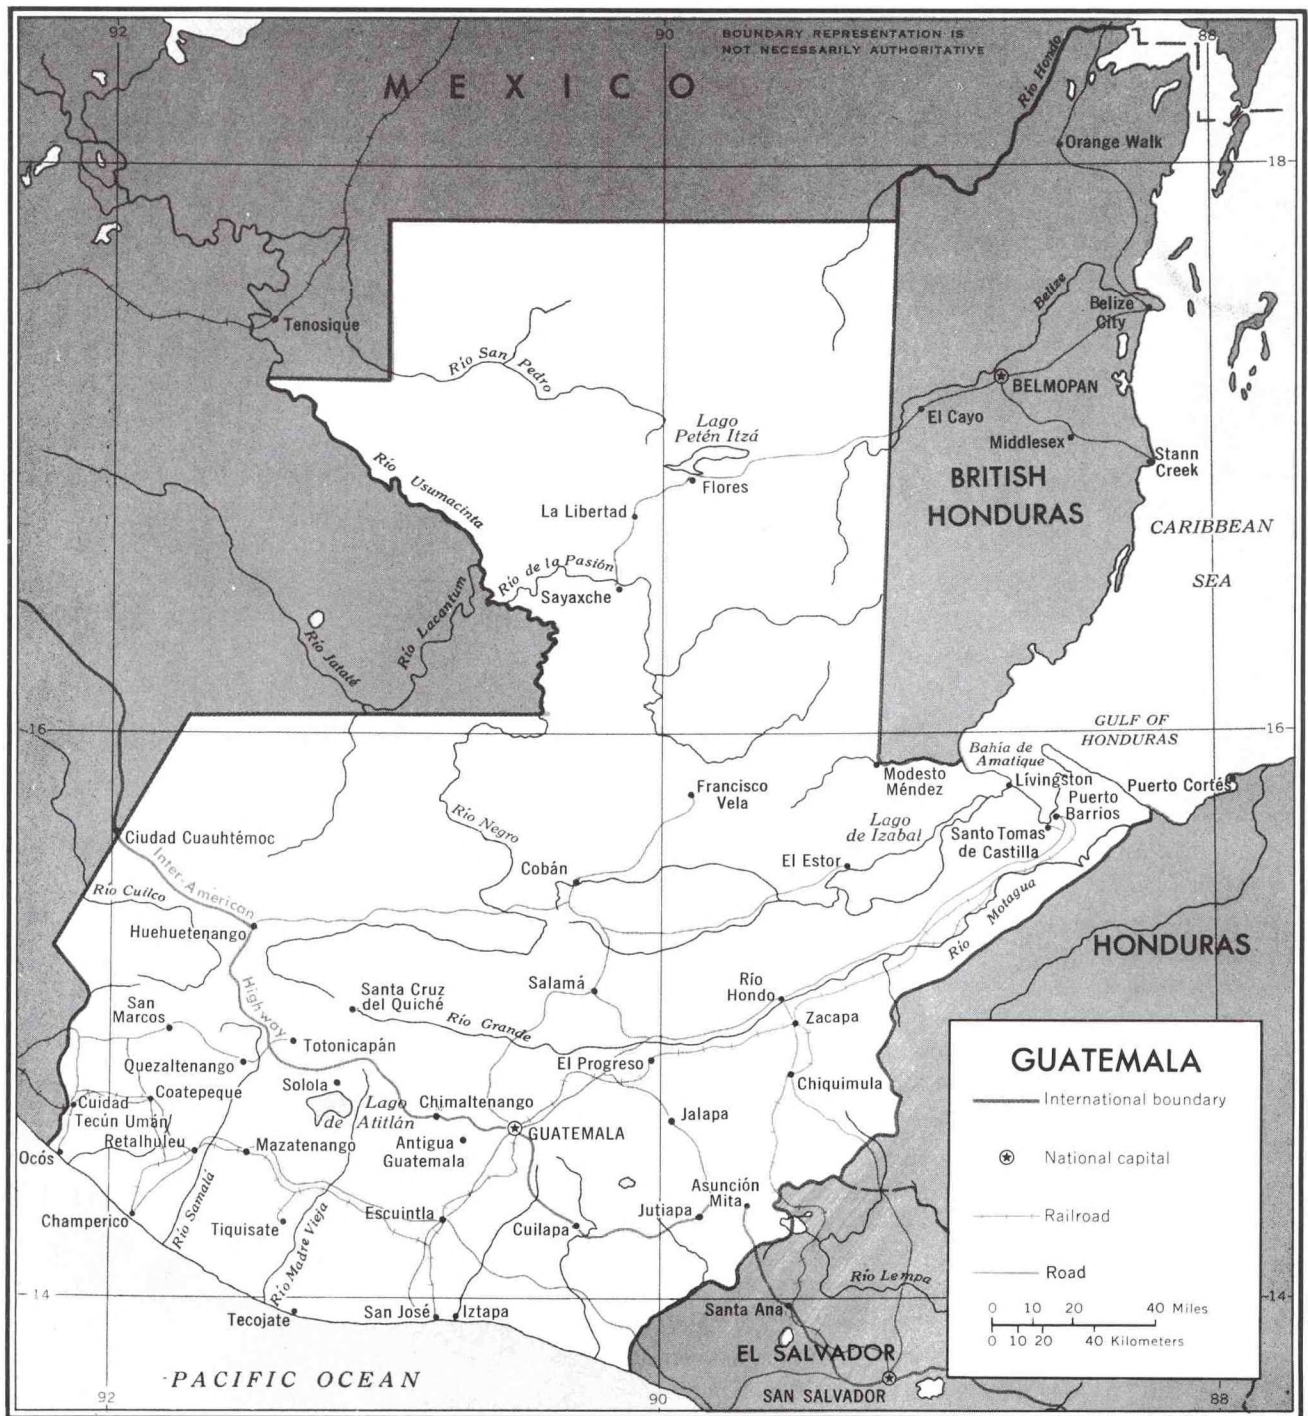 92
90
88
BOUNDARY REPRESENTATION IS
NOT NECESSARILY AUTHORITATIVE
MEXICO
Río Hondo
Orange Walk
18
Belize
Belize
City
Tenosique
Río San Pedro
BELMOPAN
El Cayo
Lago
Petén Itzá
Middlesex
Stann
Creek
Flores
BRITISH
HONDURAS
Río Usumacinta
La Libertad
CARIBBEAN
SEA
Río de la Pasión
Sayaxche
Río Lacantum
Río Jataté
16
16
GULF OF
HONDURAS
Bahía de
Amatique
Modesto
Méndez
Lívingston
Puerto Cortés
Francisco
Vela
Puerto
Barrios
Río Negro
Lago
de Izabal
Santo Tomas
de Castilla
Ciudad Cuauhtémoc
El Estor
Cobán
Inter-American
Highway
Río Cuilco
Río Motagua
Huehuetenango
HONDURAS
Salamá
Río
Hondo
Santa Cruz
del Quiché
San
Marcos
Río Grande
Zacapa
Totonicapán
El Progreso
Quezaltenango
Chiquimula
Solola
Coatepeque
Cuidad
Tecún Umán
Lago
de Atitlán
Chimaltenango
Jalapa
GUATEMALA
Retalhuleu
Mazatenango
Antigua
Guatemala
Ocós
Asunción
Mita
Champerico
Río Samalá
Tiquisate
Río Madre Vieja
Escuintla
Cuilapa
Jutiapa
Río Lempa
14
14
Tecojate
San José
Iztapa
Santa Ana
EL SALVADOR
SAN SALVADOR
PACIFIC OCEAN
92
90
88
GUATEMALA
International boundary
National capital
Railroad
Road
0 10 20 40 Miles
0 10 20 40 Kilometers